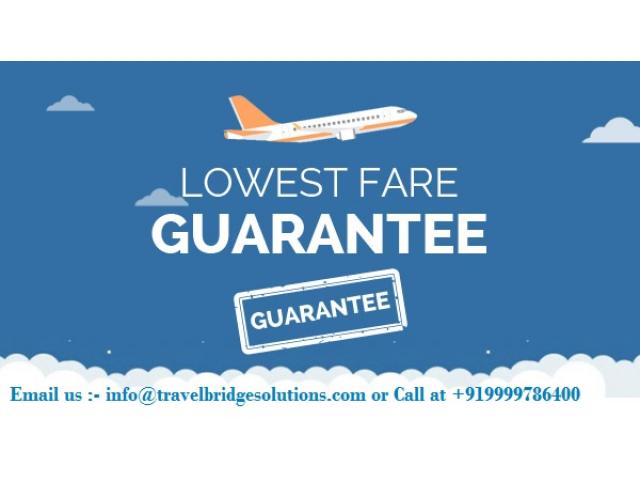 LOWEST FARE
GUARANTEE
GUARANTEE
Email us :- info@travelbridgesolutions.com or Call at +919999786400